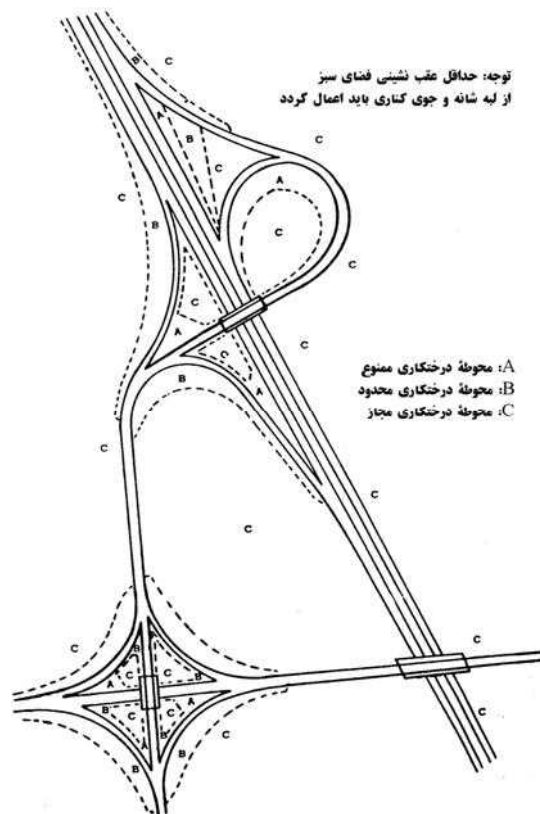 توجه: حداقل عقب نشینی فضای سبز
از لبه شانه و جوی کناری باید اعمال گردد
A: محوطهٔ درختکاری ممنوع
B: محوطهٔ درختکاری محدود
C: محوطهٔ درختکاری مجاز
B
C
A
B
C
C
A
C
C
C
B
C
A
C
C
B
A
C
C
C
C
C
B
C
C
B
A
C
B
A
B
C
C
A
B
B
B
C
C